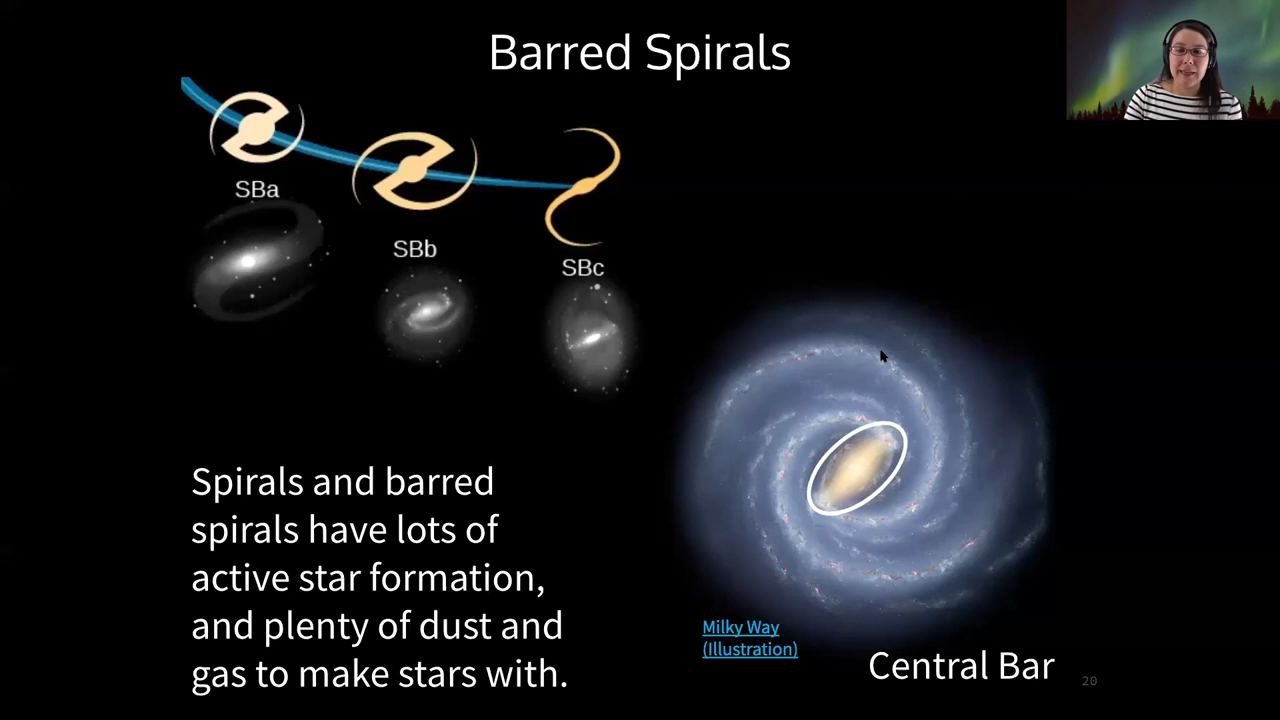 Barred Spirals
SBa
SBb
SBc
Spirals and barred
spirals have lots of
active star formation,
and plenty of dust and
gas to make stars with.
Milky Way
(Illustration)
Central Bar
20